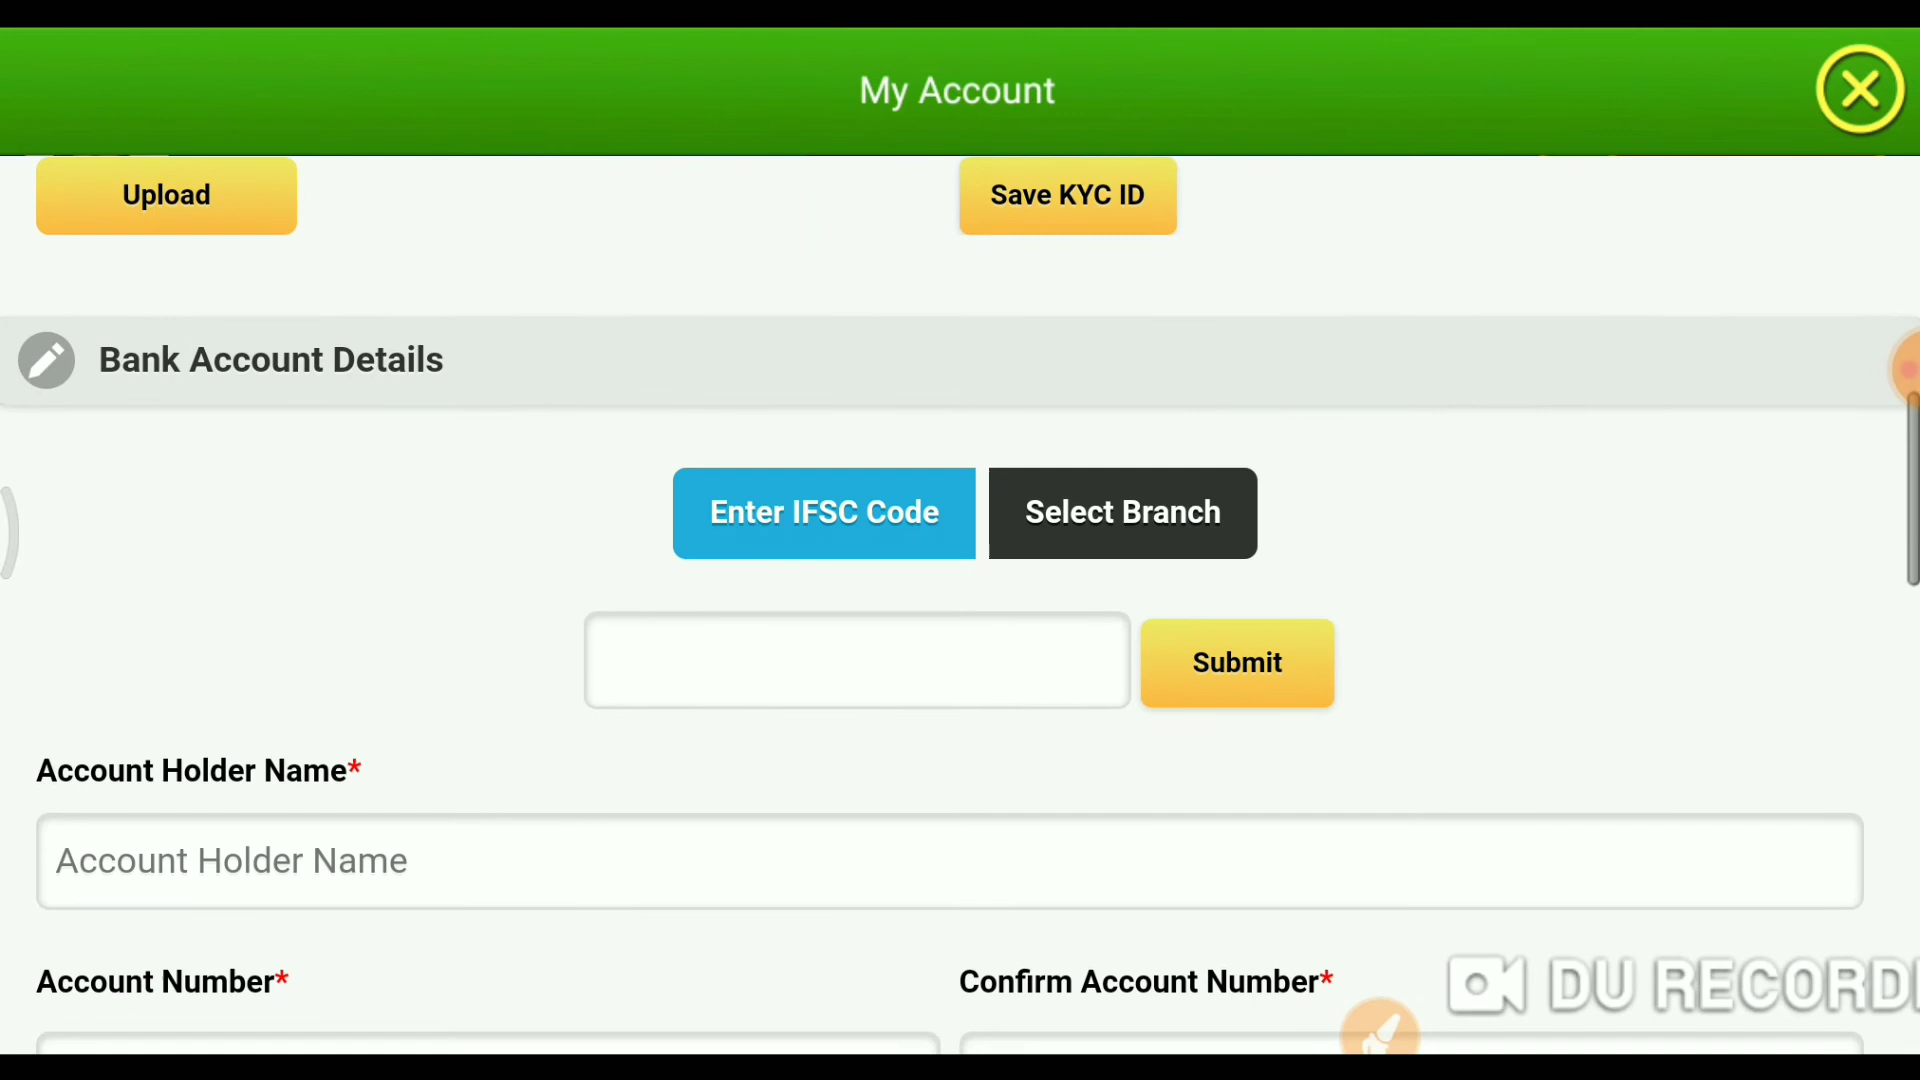 My Account
Upload
Save KYC ID
Bank Account Details
Enter IFSC Code
Select Branch
Submit
Account Holder Name*
Account Holder Name
Account Number*
Confirm Account Number*
DU RECORD